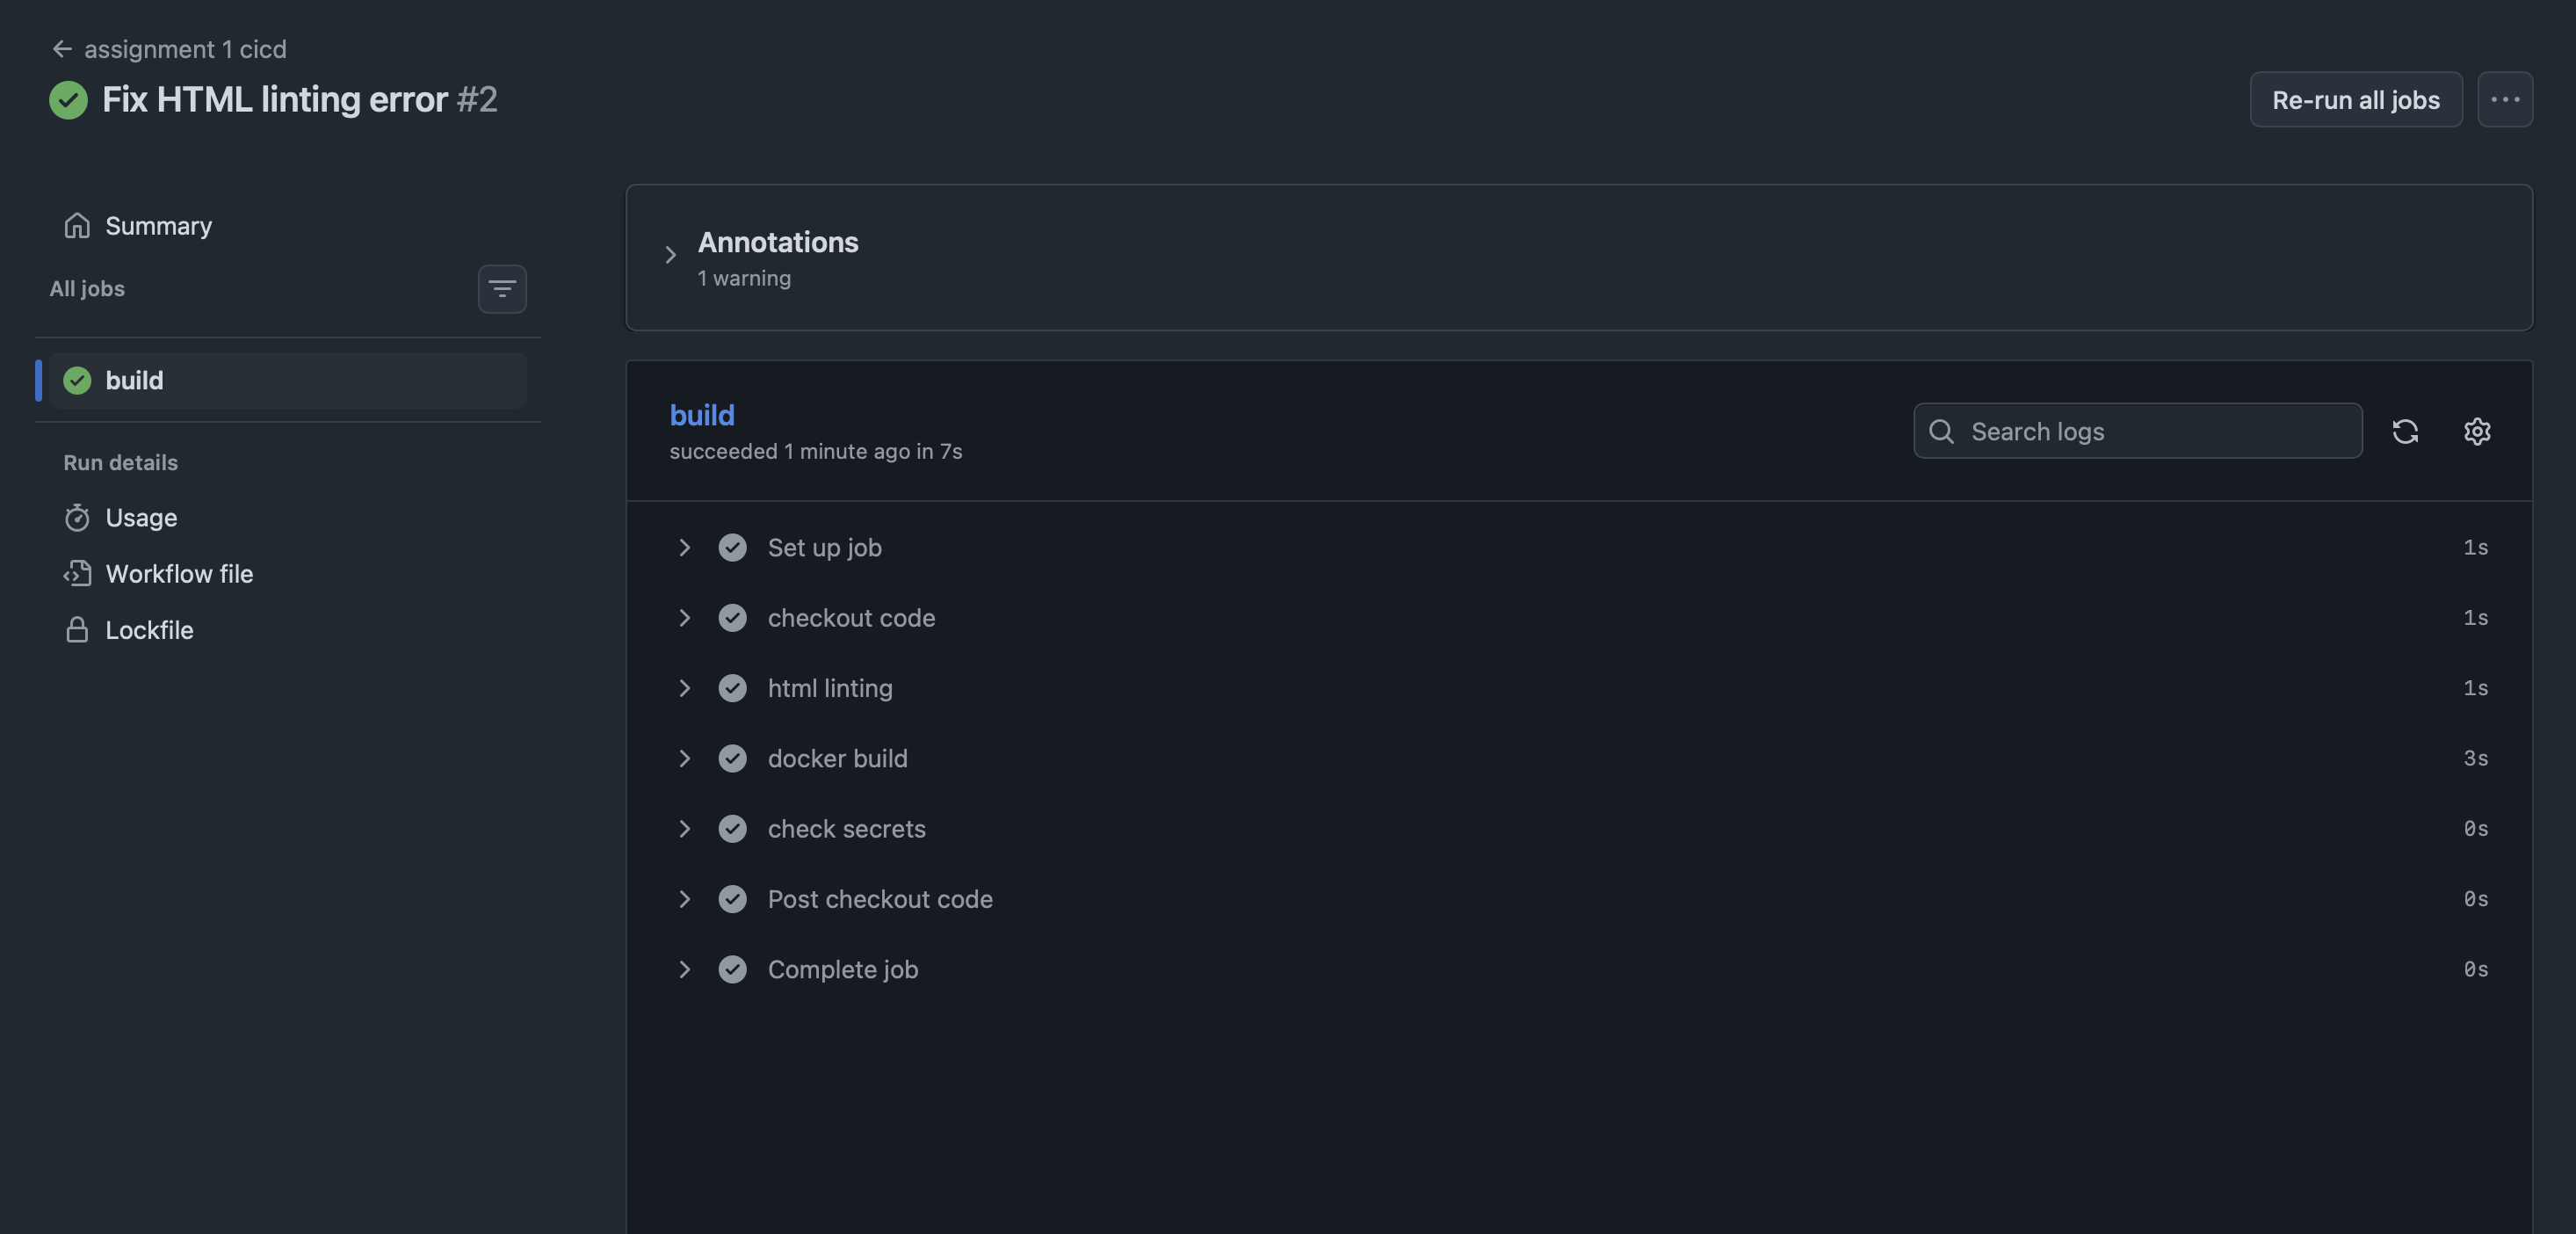 assignment 1 cicd
Fix HTML linting error #2
Re-run all jobs
Summary
All jobs
build
Run details
Usage
Workflow file
Lockfile
Annotations
1 warning
build
succeeded 1 minute ago in 7s
Search logs
Set up job 1s
checkout code 1s
html linting 1s
docker build 3s
check secrets 0s
Post checkout code 0s
Complete job 0s